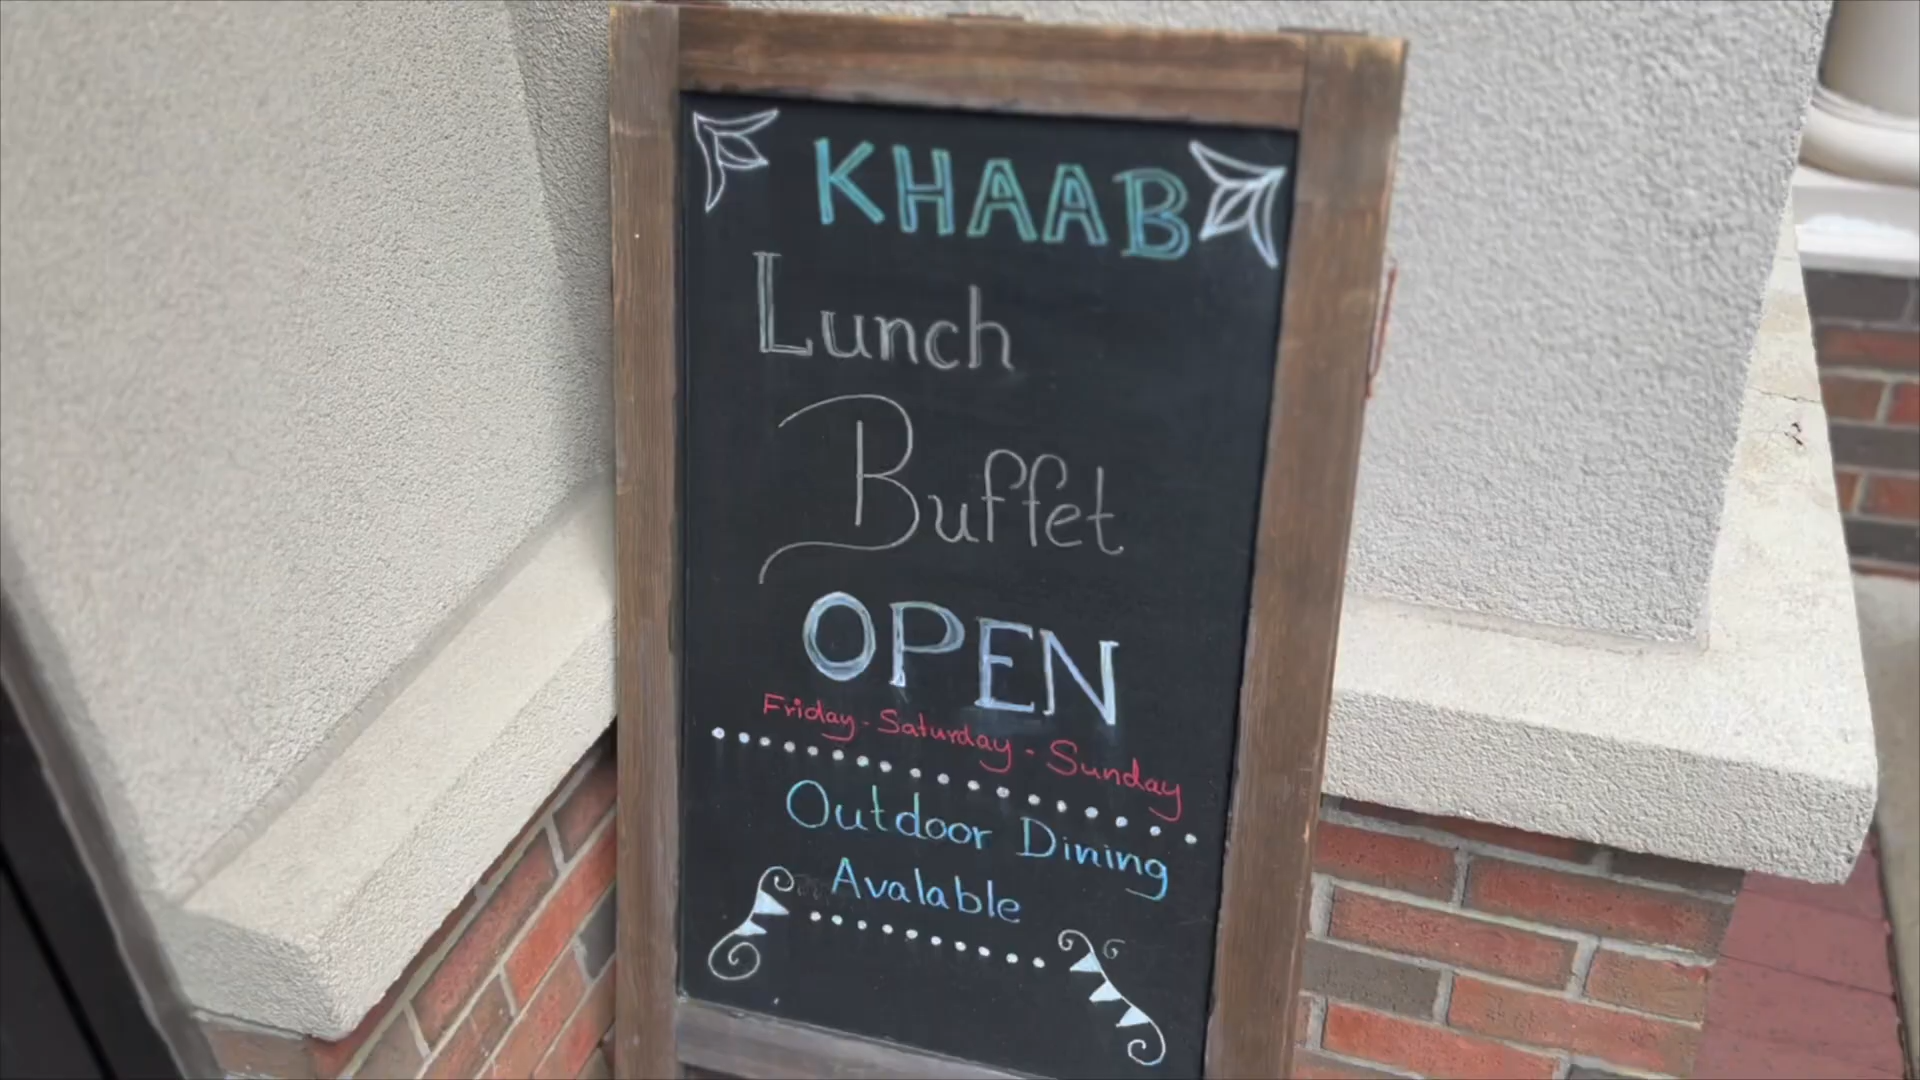 KHAAB
Lunch
Buffet
OPEN
Friday - Saturday - Sunday
Outdoor Dining
Avalable